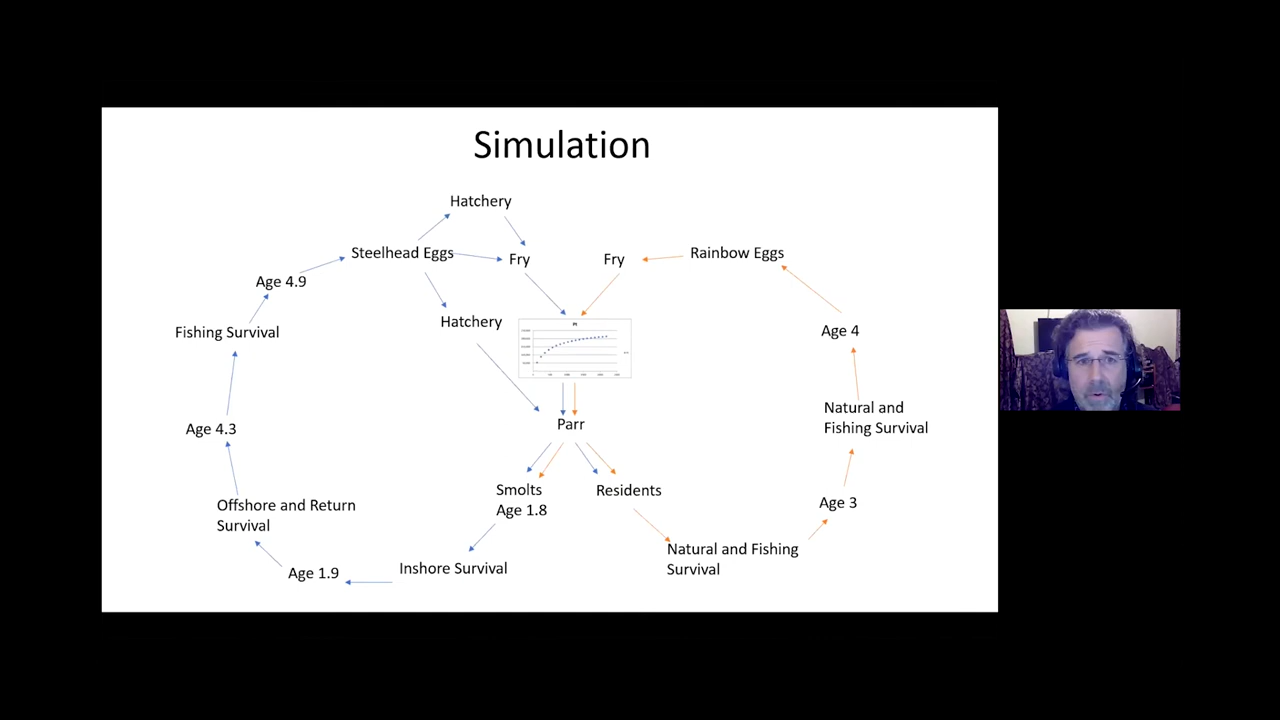 Simulation
Hatchery
Steelhead Eggs
Fry
Fry
Rainbow Eggs
Age 4.9
Fishing Survival
Hatchery
Age 4
Age 4.3
Parr
Natural and
Fishing Survival
Smolts
Age 1.8
Residents
Age 3
Offshore and Return
Survival
Natural and Fishing
Survival
Inshore Survival
Age 1.9